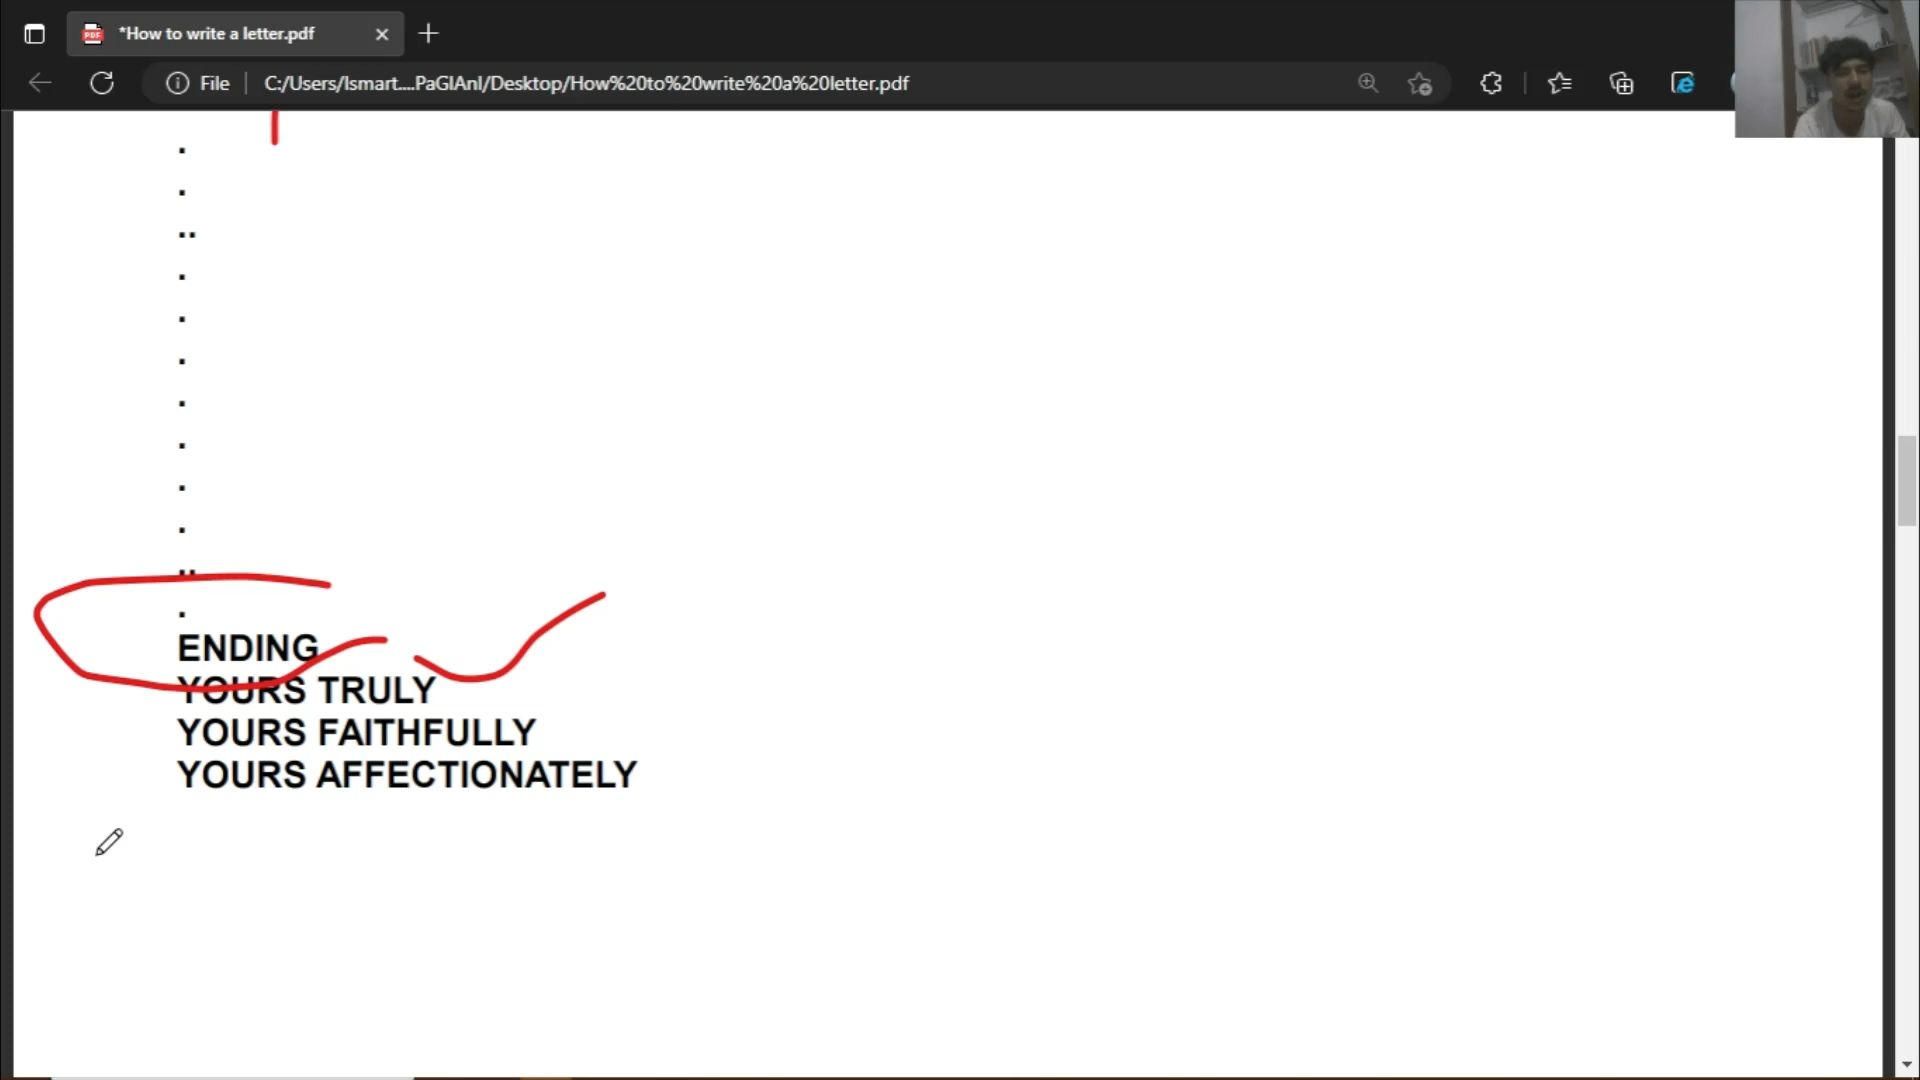 *How to write a letter.pdf
File
C:/Users/Ismart....PaGIAnI/Desktop/How%20to%20write%20a%20letter.pdf
.
.
..
.
.
.
.
.
.
.
..
.
ENDING
YOURS TRULY
YOURS FAITHFULLY
YOURS AFFECTIONATELY